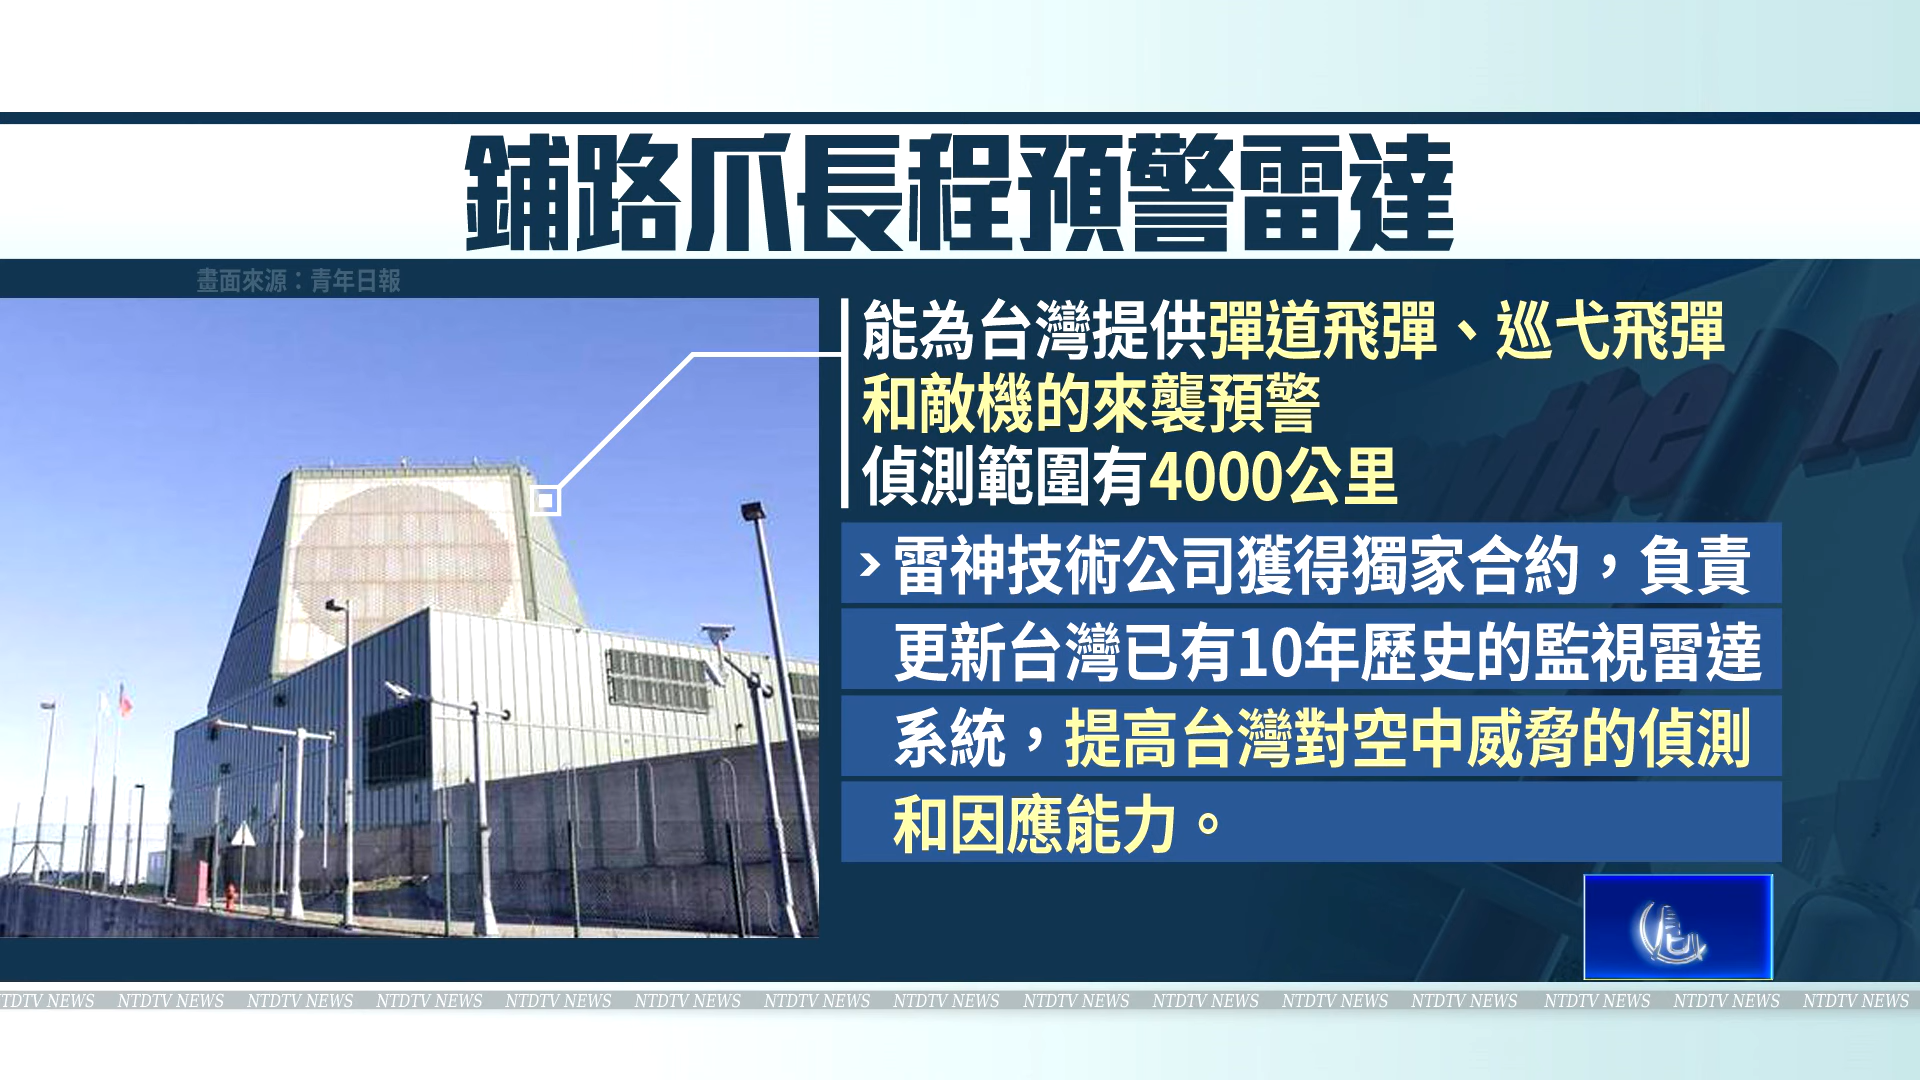 鋪路爪長程預警雷達
畫面來源：青年日報
能為台灣提供彈道飛彈、巡弋飛彈
和敵機的來襲預警
偵測範圍有4000公里
雷神技術公司獲得獨家合約，負責
更新台灣已有10年歷史的監視雷達
系統，提高台灣對空中威脅的偵測
和因應能力。
TDTV NEWS NTDTV NEWS NTDTV NEWS NTDTV NEWS NTDTV NEWS NTDTV NEWS NTDTV NEWS NTDTV NEWS NTDTV NEWS NTDTV NEWS NTDTV NEWS NTDTV NEWS NTDTV NEWS NTDTV NEWS NTDTV NEWS